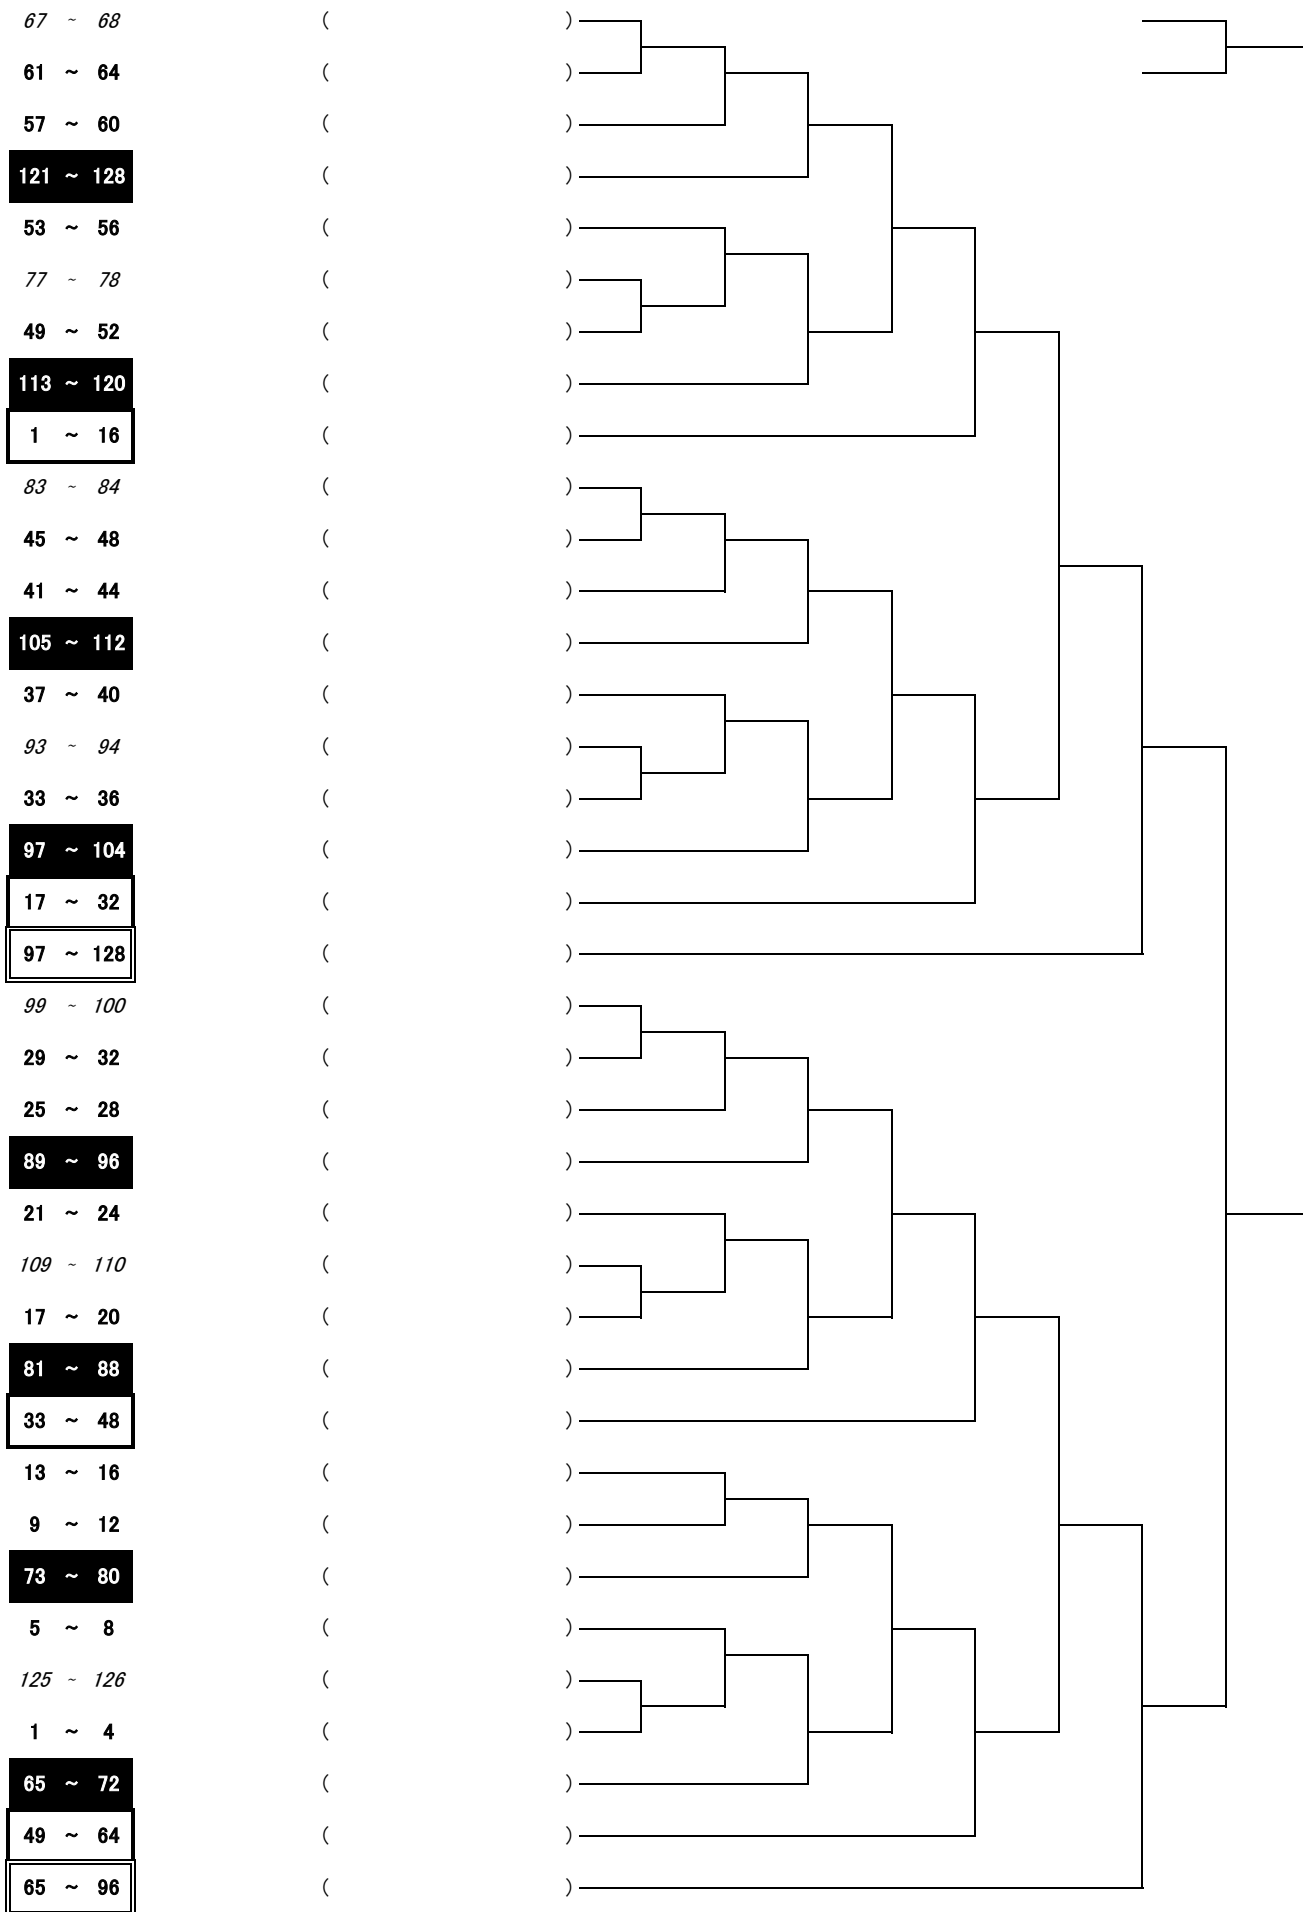 67 ~ 68 ( )
61 ~ 64 ( )
57 ~ 60 ( )
121 ~ 128 ( )
53 ~ 56 ( )
77 ~ 78 ( )
49 ~ 52 ( )
113 ~ 120 ( )
1 ~ 16 ( )
83 ~ 84 ( )
45 ~ 48 ( )
41 ~ 44 ( )
105 ~ 112 ( )
37 ~ 40 ( )
93 ~ 94 ( )
33 ~ 36 ( )
97 ~ 104 ( )
17 ~ 32 ( )
97 ~ 128 ( )
99 ~ 100 ( )
29 ~ 32 ( )
25 ~ 28 ( )
89 ~ 96 ( )
21 ~ 24 ( )
109 ~ 110 ( )
17 ~ 20 ( )
81 ~ 88 ( )
33 ~ 48 ( )
13 ~ 16 ( )
9 ~ 12 ( )
73 ~ 80 ( )
5 ~ 8 ( )
125 ~ 126 ( )
1 ~ 4 ( )
65 ~ 72 ( )
49 ~ 64 ( )
65 ~ 96 ( )